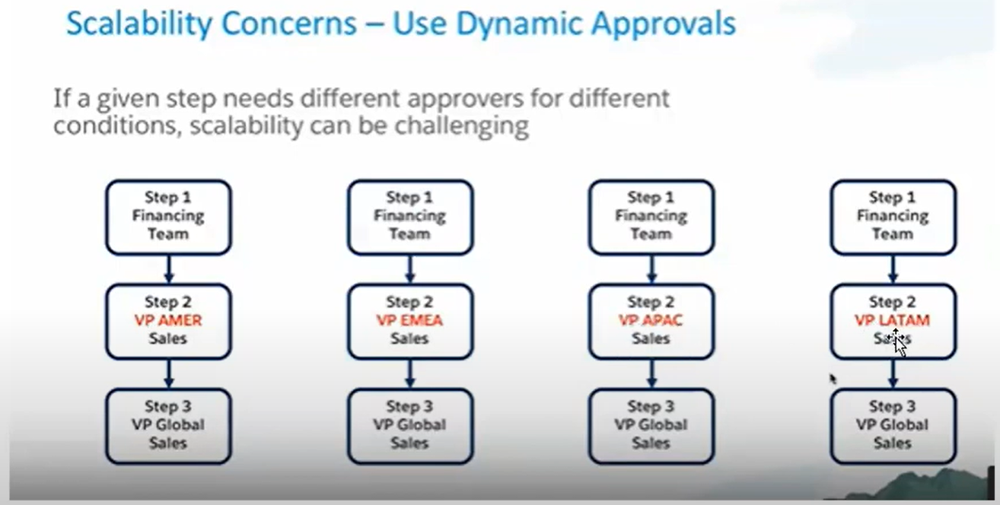 Scalability Concerns – Use Dynamic Approvals
If a given step needs different approvers for different
conditions, scalability can be challenging
Step 1
Financing
Team
Step 2
VP AMER
Sales
Step 3
VP Global
Sales
Step 1
Financing
Team
Step 2
VP EMEA
Sales
Step 3
VP Global
Sales
Step 1
Financing
Team
Step 2
VP APAC
Sales
Step 3
VP Global
Sales
Step 1
Financing
Team
Step 2
VP LATAM
Sales
Step 3
VP Global
Sales